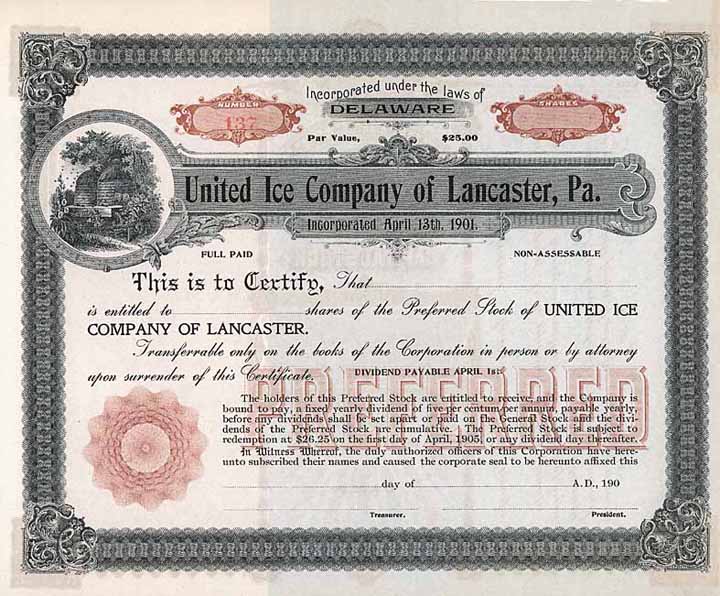 NUMBER
137
Incorporated under the laws of
DELAWARE
SHARES
Par Value, $25.00
United Ice Company of Lancaster, Pa.
Incorporated April 13th, 1901.
FULL PAID NON-ASSESSABLE
This is to Certify, That
is entitled to shares of the Preferred Stock of UNITED ICE
COMPANY OF LANCASTER.
Transferrable only on the books of the Corporation in person or by attorney
upon surrender of this Certificate. DIVIDEND PAYABLE APRIL 1st.
PREFERRED
The holders of this Preferred Stock are entitled to receive, and the Company is
bound to pay, a fixed yearly dividend of five per centum per annum, payable yearly,
before any dividends shall be set apart or paid on the General Stock and the divi-
dends of the Preferred Stock are cumulative. The Preferred Stock is subject to
redemption at $26.25 on the first day of April, 1905, or any dividend day thereafter.
In Witness Whereof, the duly authorized officers of this Corporation have here-
unto subscribed their names and caused the corporate seal to be hereunto affixed this
day of A.D., 190
Treasurer. President.